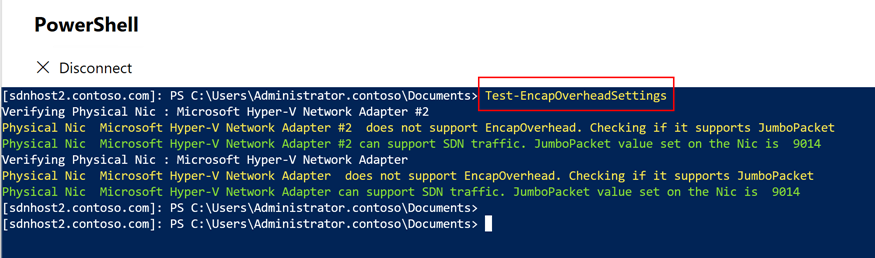 PowerShell
Disconnect
[sdnhost2.contoso.com]: PS C:\Users\Administrator.contoso\Documents> Test-EncapOverheadSettings
Verifying Physical Nic : Microsoft Hyper-V Network Adapter #2
Physical Nic  Microsoft Hyper-V Network Adapter #2  does not support EncapOverhead. Checking if it supports JumboPacket
Physical Nic  Microsoft Hyper-V Network Adapter #2 can support SDN traffic. JumboPacket value set on the Nic is  9014
Verifying Physical Nic : Microsoft Hyper-V Network Adapter
Physical Nic  Microsoft Hyper-V Network Adapter  does not support EncapOverhead. Checking if it supports JumboPacket
Physical Nic  Microsoft Hyper-V Network Adapter can support SDN traffic. JumboPacket value set on the Nic is  9014
[sdnhost2.contoso.com]: PS C:\Users\Administrator.contoso\Documents>
[sdnhost2.contoso.com]: PS C:\Users\Administrator.contoso\Documents>